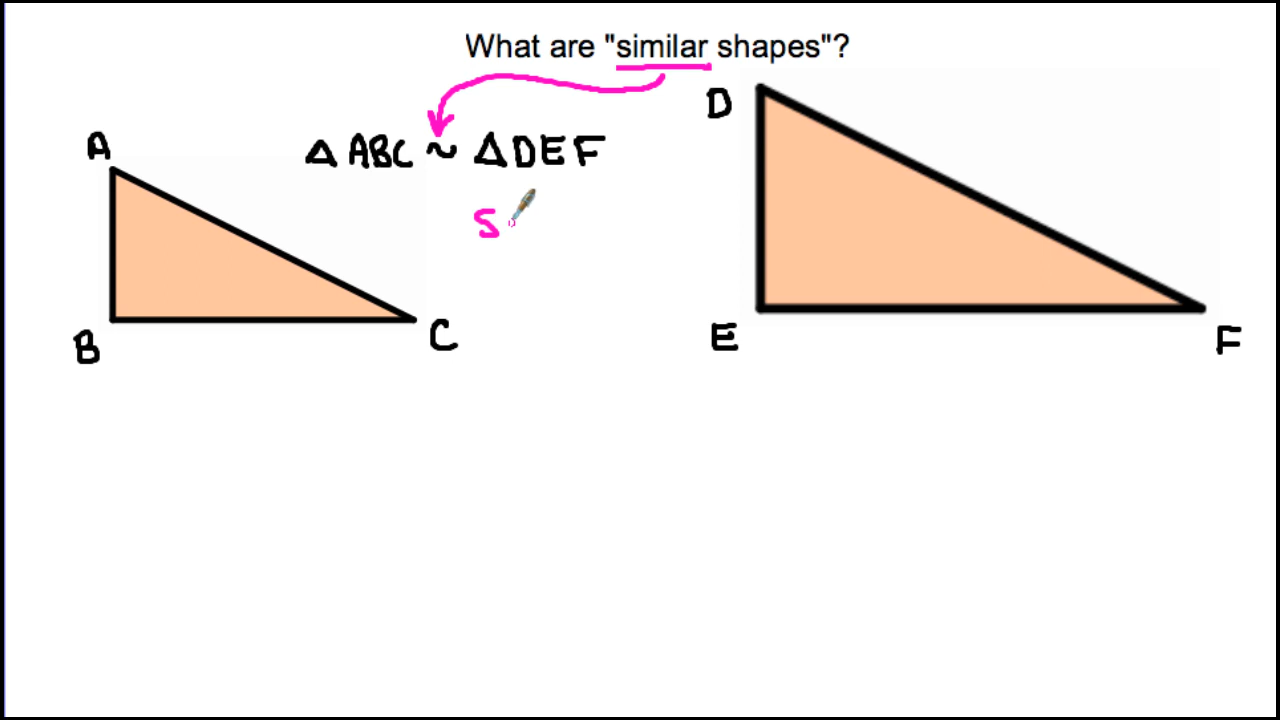 What are "similar shapes"?
D
A
△ ABC ~ △DEF
S
B
C
E
F